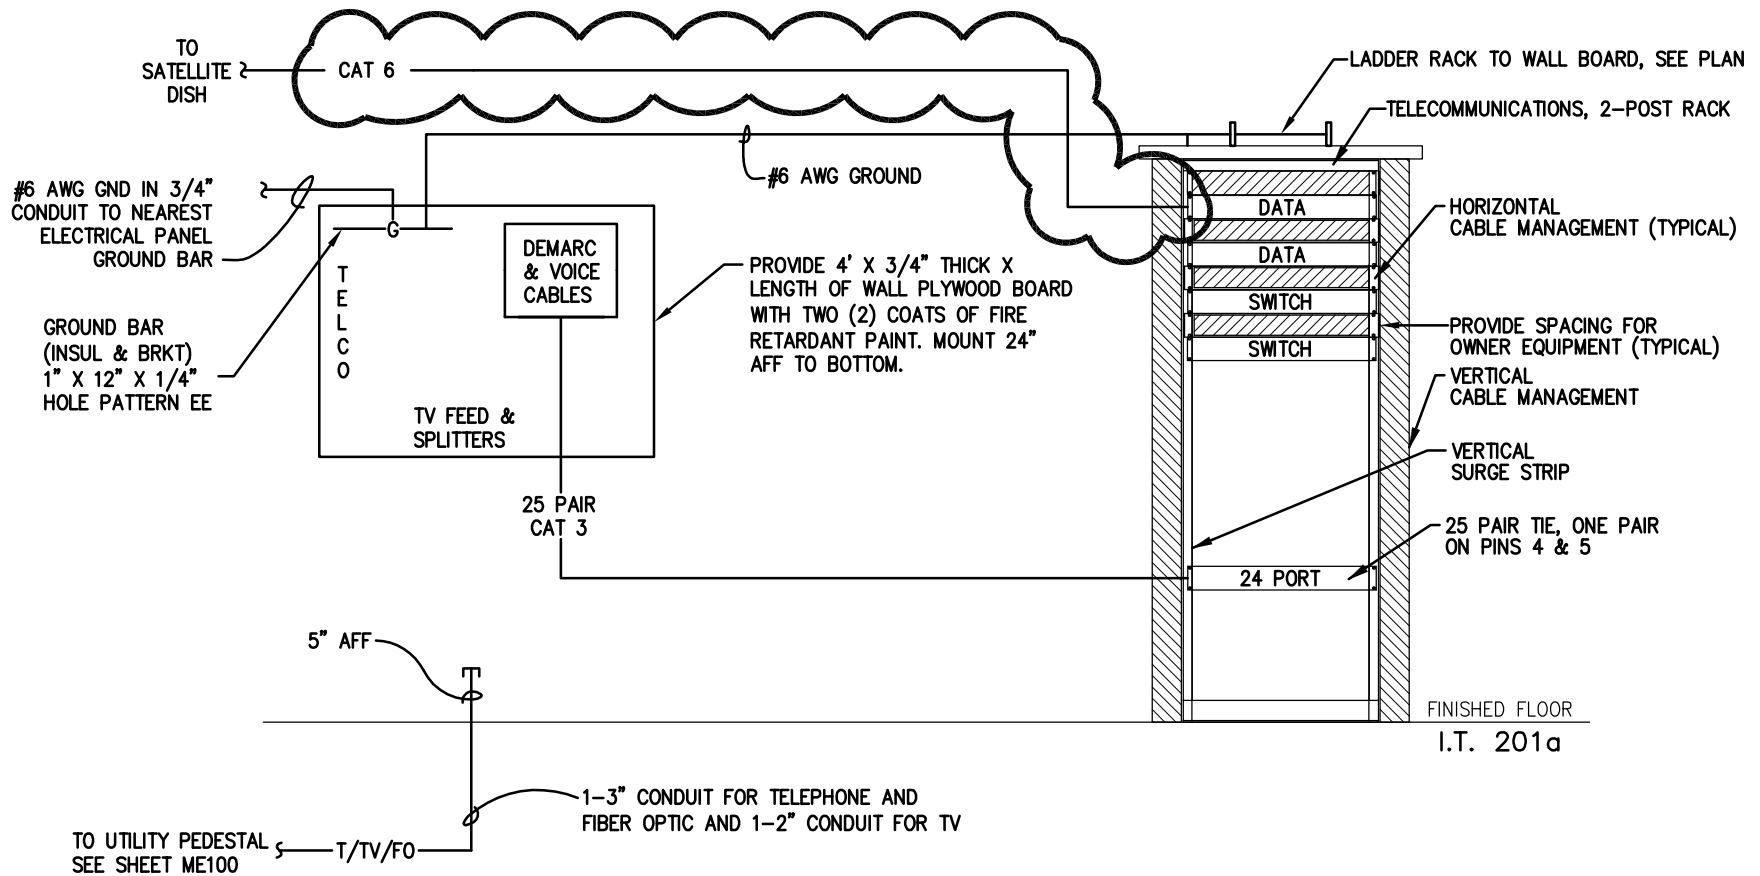 TO
SATELLITE
DISH
CAT 6
LADDER RACK TO WALL BOARD, SEE PLAN
TELECOMMUNICATIONS, 2-POST RACK
#6 AWG GROUND
#6 AWG GND IN 3/4"
CONDUIT TO NEAREST
ELECTRICAL PANEL
GROUND BAR
G
TELCO
DEMARC
& VOICE
CABLES
PROVIDE 4' X 3/4" THICK X
LENGTH OF WALL PLYWOOD BOARD
WITH TWO (2) COATS OF FIRE
RETARDANT PAINT. MOUNT 24"
AFF TO BOTTOM.
DATA
DATA
SWITCH
SWITCH
HORIZONTAL
CABLE MANAGEMENT (TYPICAL)
PROVIDE SPACING FOR
OWNER EQUIPMENT (TYPICAL)
VERTICAL
CABLE MANAGEMENT
VERTICAL
SURGE STRIP
GROUND BAR
(INSUL & BRKT)
1" X 12" X 1/4"
HOLE PATTERN EE
TV FEED &
SPLITTERS
25 PAIR
CAT 3
25 PAIR TIE, ONE PAIR
ON PINS 4 & 5
24 PORT
5" AFF
FINISHED FLOOR
I.T. 201a
1-3" CONDUIT FOR TELEPHONE AND
FIBER OPTIC AND 1-2" CONDUIT FOR TV
TO UTILITY PEDESTAL
SEE SHEET ME100
T/TV/FO